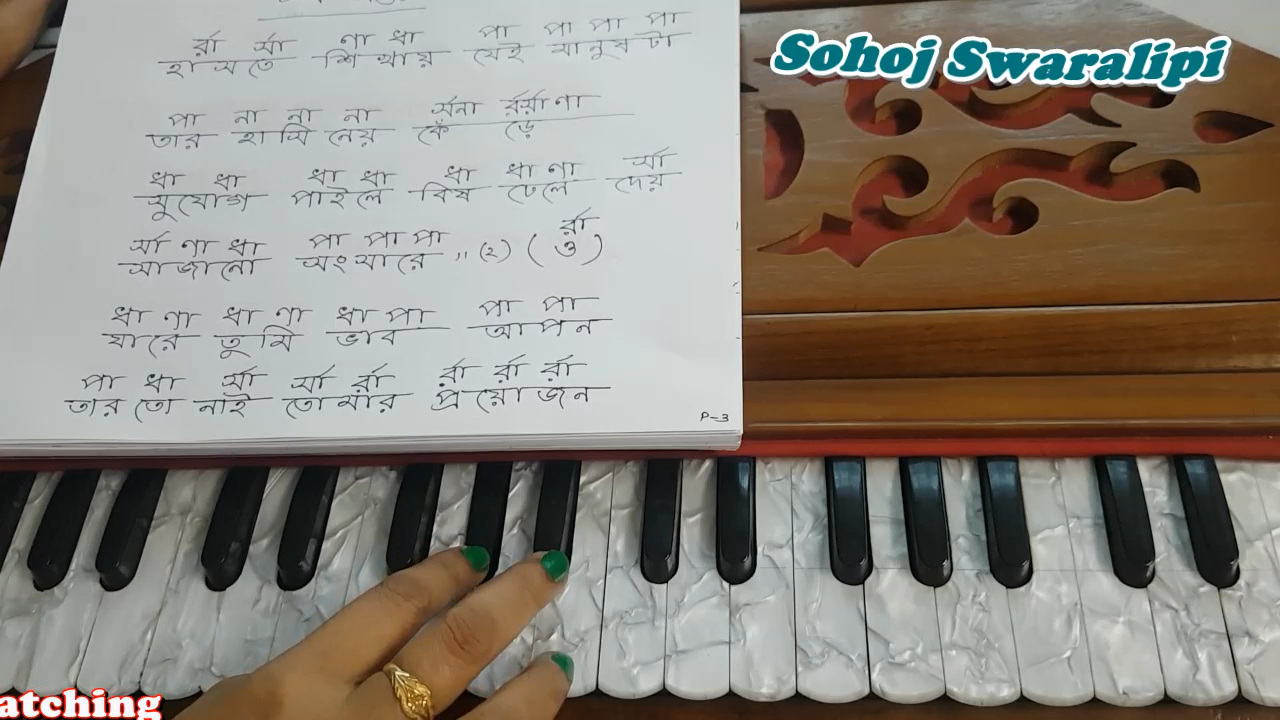 Sohoj Swaralipi
র্রা র্সা ণা ধা পা পা পা পা
হাসতে শিখায় যেই মানুষটা
পা না না না র্সনা র্রর্রা ণা
তার হাসি নেয় কে ড়ে
ধা ধা ধা ধা ধা ধা ণা র্সা
সুযোগ পাইলে বিষ ঢেলে দেয়
র্সা ণা ধা পা পা পা র্রা
সাজানো সংসারে ,, (২) (ও)
ধা ণা ধা ণা ধা পা পা পা
যারে তুমি ভাব আপন
পা ধা র্সা র্সা র্রা র্রা র্রা র্রা
তার তো নাই তোমার প্রয়োজন
P-3
atching